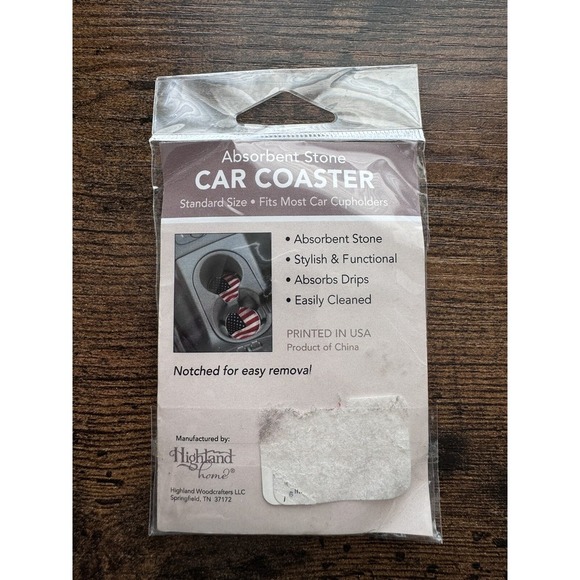 Absorbent Stone
CAR COASTER
Standard Size • Fits Most Car Cupholders
• Absorbent Stone
• Stylish & Functional
• Absorbs Drips
• Easily Cleaned
PRINTED IN USA
Product of China
Notched for easy removal
Manufactured by:
Highland
home®
Highland Woodcrafters LLC
Springfield, TN 37172